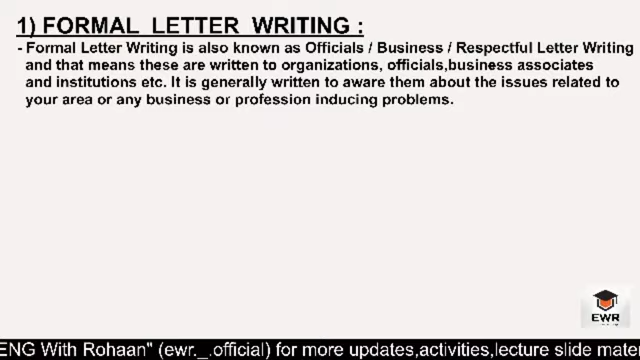 1) FORMAL LETTER WRITING :
- Formal Letter Writing is also known as Officials / Business / Respectful Letter Writing
and that means these are written to organizations, officials,business associates
and institutions etc. It is generally written to aware them about the issues related to
your area or any business or profession inducing problems.
EWR
ENG With Rohaan" (ewr._.official) for more updates,activities,lecture slide mate